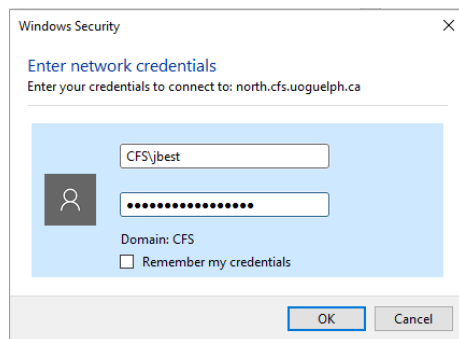 Windows Security
Enter network credentials
Enter your credentials to connect to: north.cfs.uoguelph.ca
CFS\jbest
●●●●●●●●●●●●●●●●●
Domain: CFS
Remember my credentials
OK
Cancel